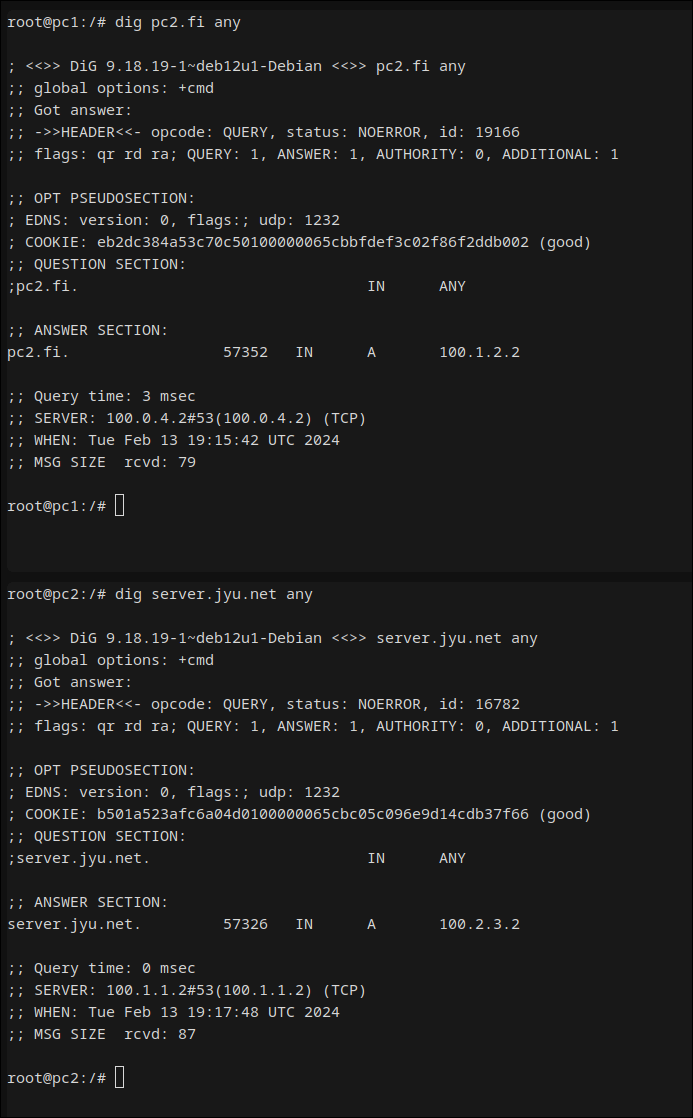 root@pc1:/# dig pc2.fi any
; <<>> DiG 9.18.19-1~deb12u1-Debian <<>> pc2.fi any
;; global options: +cmd
;; Got answer:
;; ->>HEADER<<- opcode: QUERY, status: NOERROR, id: 19166
;; flags: qr rd ra; QUERY: 1, ANSWER: 1, AUTHORITY: 0, ADDITIONAL: 1
;; OPT PSEUDOSECTION:
; EDNS: version: 0, flags:; udp: 1232
; COOKIE: eb2dc384a53c70c50100000065cbbfdef3c02f86f2ddb002 (good)
;; QUESTION SECTION:
;pc2.fi. IN ANY
;; ANSWER SECTION:
pc2.fi. 57352 IN A 100.1.2.2
;; Query time: 3 msec
;; SERVER: 100.0.4.2#53(100.0.4.2) (TCP)
;; WHEN: Tue Feb 13 19:15:42 UTC 2024
;; MSG SIZE rcvd: 79
root@pc1:/#
root@pc2:/# dig server.jyu.net any
; <<>> DiG 9.18.19-1~deb12u1-Debian <<>> server.jyu.net any
;; global options: +cmd
;; Got answer:
;; ->>HEADER<<- opcode: QUERY, status: NOERROR, id: 16782
;; flags: qr rd ra; QUERY: 1, ANSWER: 1, AUTHORITY: 0, ADDITIONAL: 1
;; OPT PSEUDOSECTION:
; EDNS: version: 0, flags:; udp: 1232
; COOKIE: b501a523afc6a04d0100000065cbc05c096e9d14cdb37f66 (good)
;; QUESTION SECTION:
;server.jyu.net. IN ANY
;; ANSWER SECTION:
server.jyu.net. 57326 IN A 100.2.3.2
;; Query time: 0 msec
;; SERVER: 100.1.1.2#53(100.1.1.2) (TCP)
;; WHEN: Tue Feb 13 19:17:48 UTC 2024
;; MSG SIZE rcvd: 87
root@pc2:/#